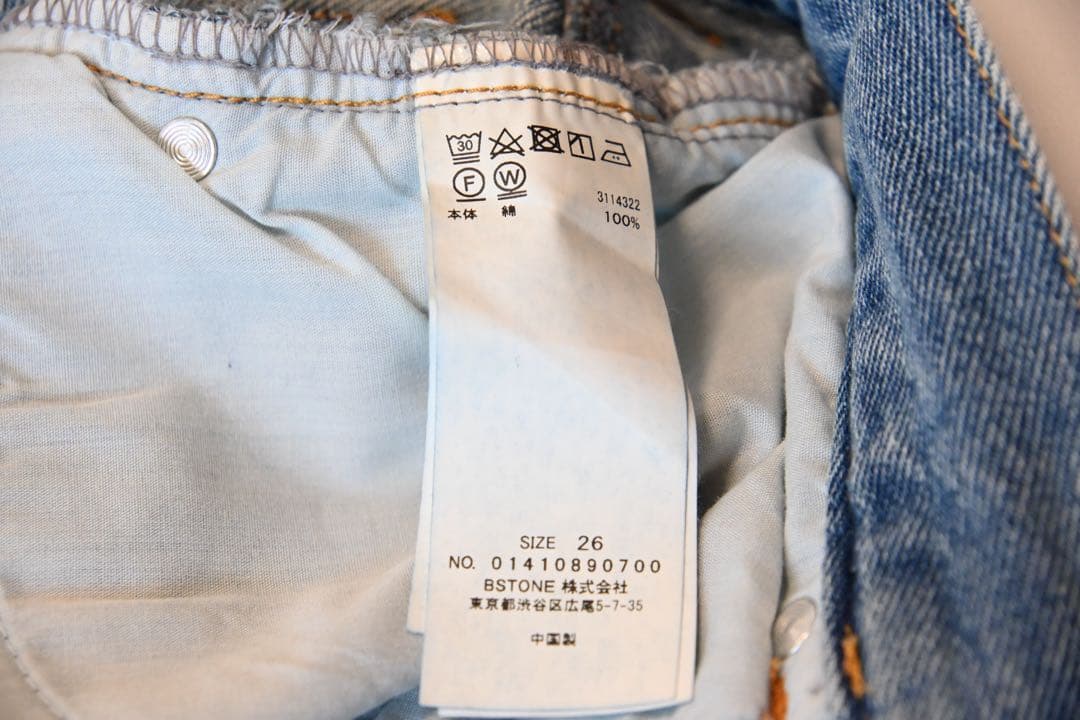 30
F W
3114322
本体 綿 100%
SIZE 26
NO. 01410890700
BSTONE 株式会社
東京都渋谷区広尾5-7-35
中国製